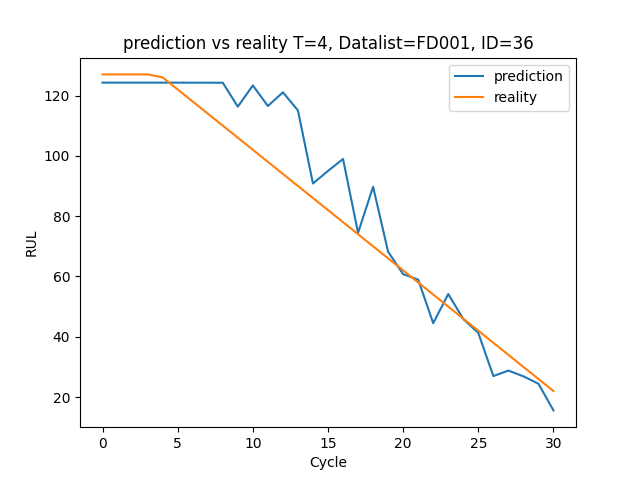 prediction vs reality T=4, Datalist=FD001, ID=36
prediction
reality
RUL
120
100
80
60
40
20
0 5 10 15 20 25 30
Cycle